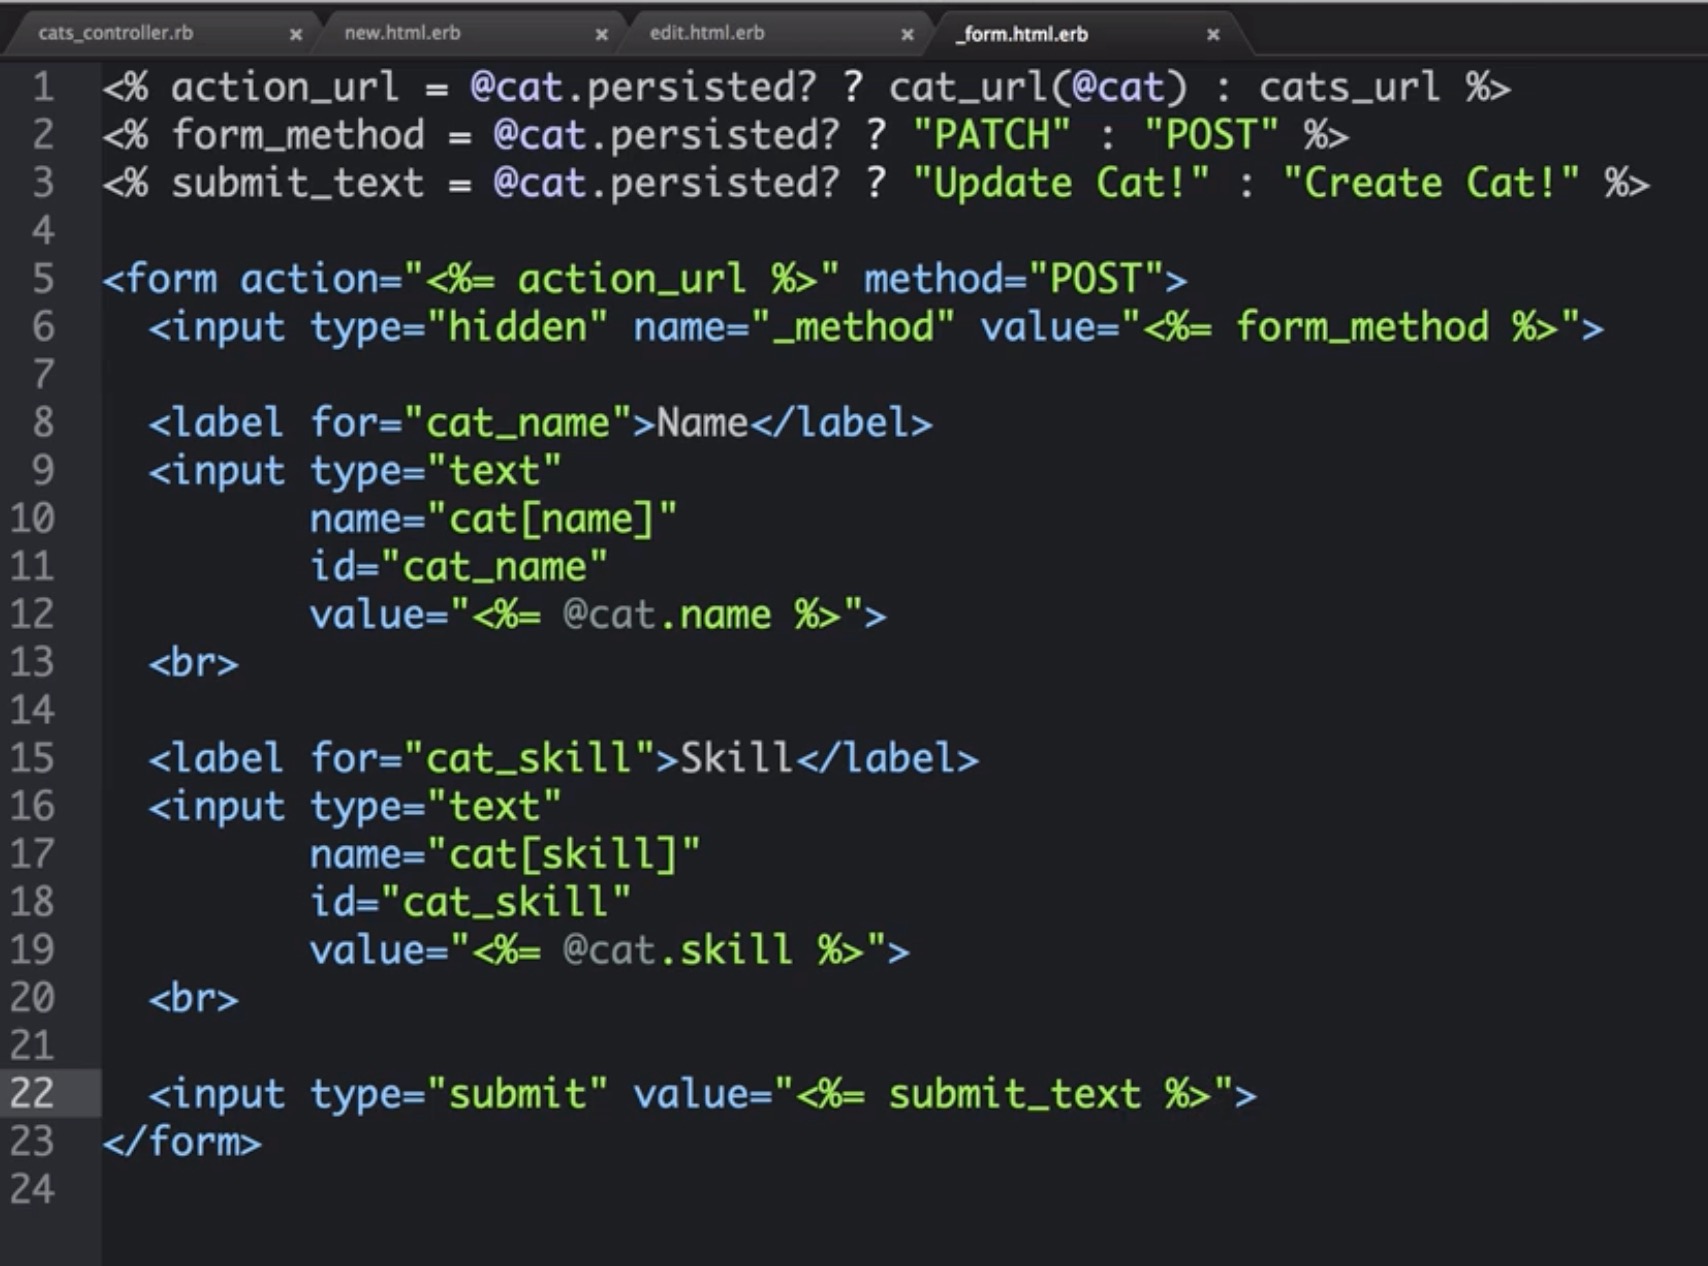 cats_controller.rb × new.html.erb × edit.html.erb × _form.html.erb ×
1 <% action_url = @cat.persisted? ? cat_url(@cat) : cats_url %>
2 <% form_method = @cat.persisted? ? "PATCH" : "POST" %>
3 <% submit_text = @cat.persisted? ? "Update Cat!" : "Create Cat!" %>
4
5 <form action="<%= action_url %>" method="POST">
6   <input type="hidden" name="_method" value="<%= form_method %>">
7
8   <label for="cat_name">Name</label>
9   <input type="text"
10         name="cat[name]"
11         id="cat_name"
12         value="<%= @cat.name %>">
13   <br>
14
15   <label for="cat_skill">Skill</label>
16   <input type="text"
17         name="cat[skill]"
18         id="cat_skill"
19         value="<%= @cat.skill %>">
20   <br>
21
22   <input type="submit" value="<%= submit_text %>">
23 </form>
24